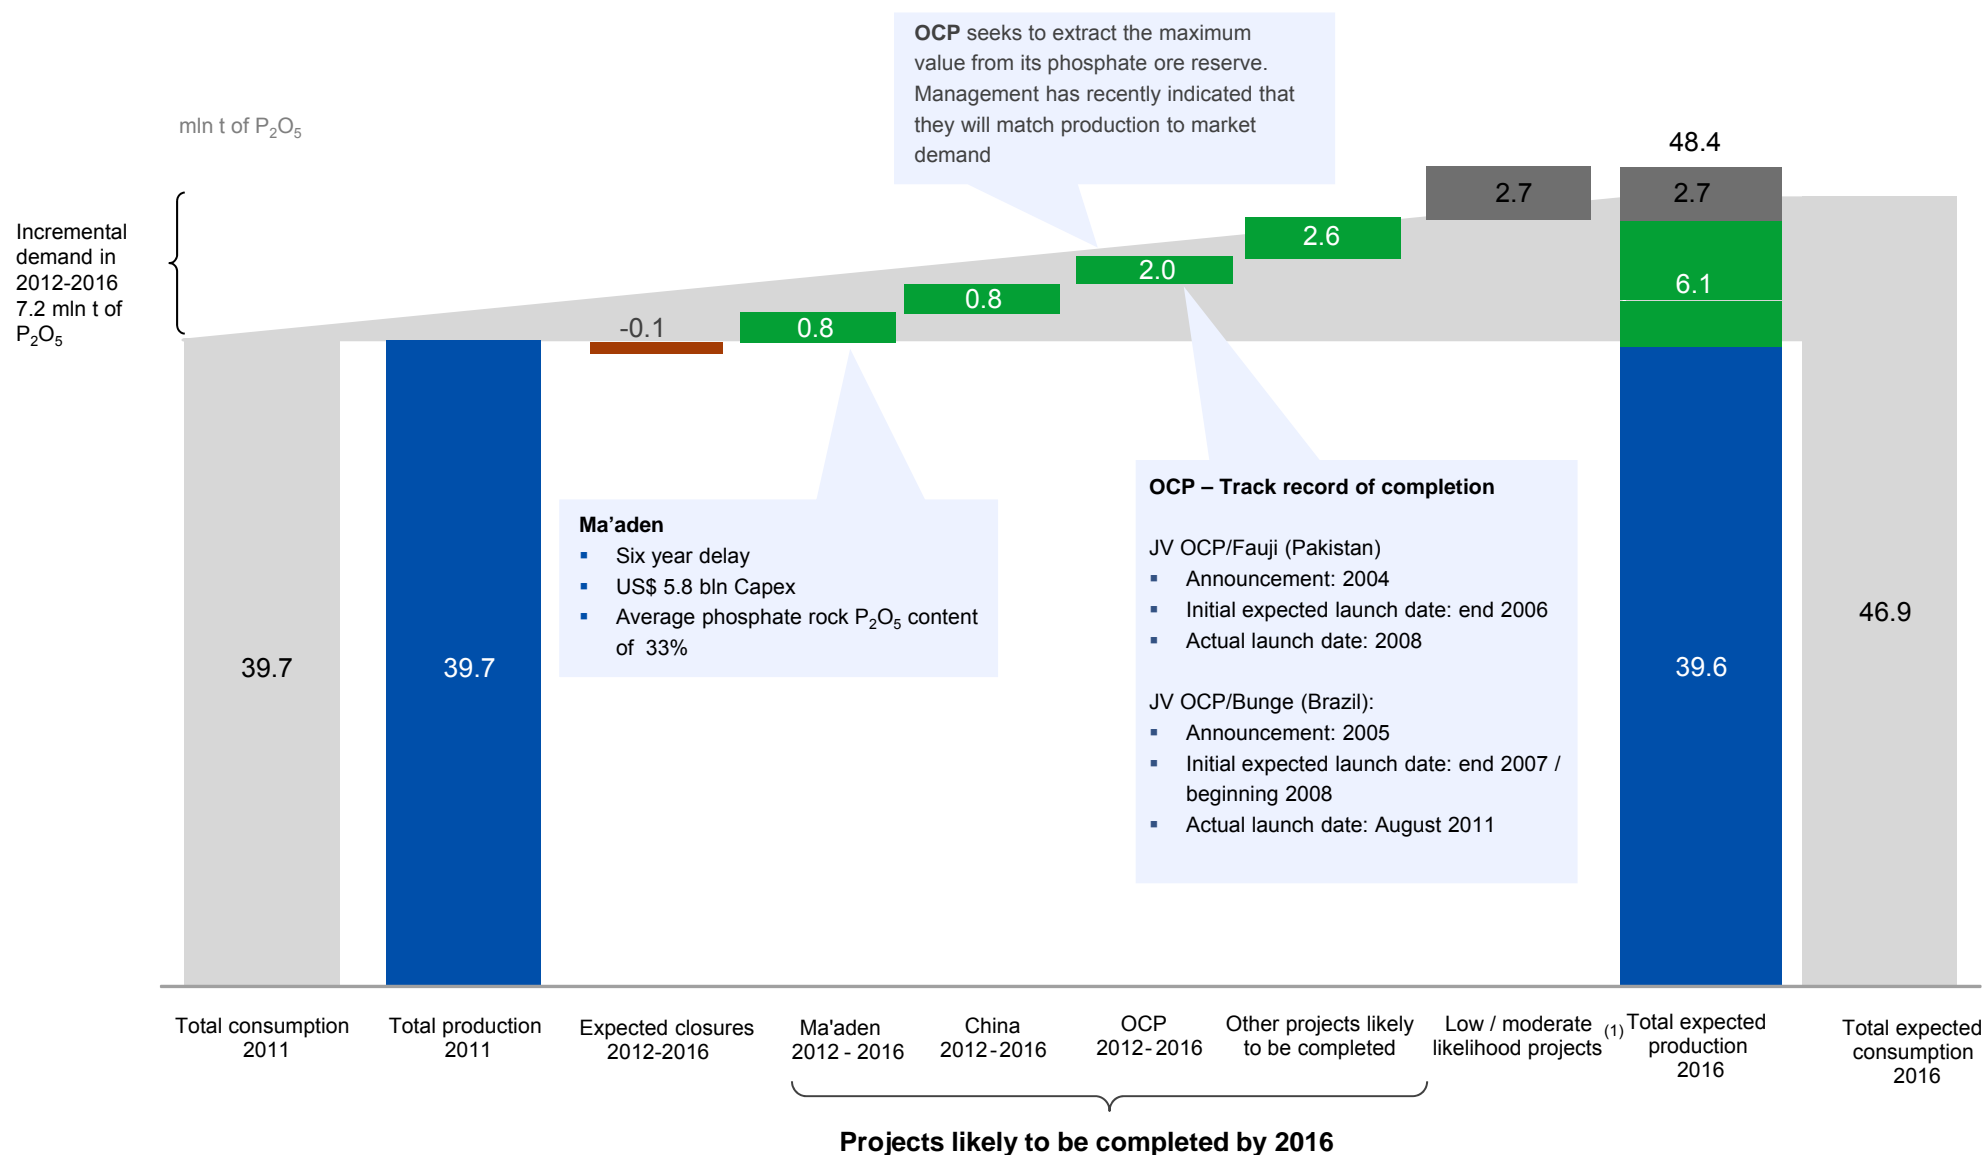 OCP seeks to extract the maximum
value from its phosphate ore reserve.
Management has recently indicated that
they will match production to market
demand
mln t of P₂O₅
48.4
2.7
2.7
Incremental
demand in
2012-2016
7.2 mln t of
P₂O₅
2.6
2.0
6.1
0.8
-0.1
0.8
OCP – Track record of completion
JV OCP/Fauji (Pakistan)
▪ Announcement: 2004
▪ Initial expected launch date: end 2006
▪ Actual launch date: 2008
JV OCP/Bunge (Brazil):
▪ Announcement: 2005
▪ Initial expected launch date: end 2007 /
beginning 2008
▪ Actual launch date: August 2011
Ma’aden
▪ Six year delay
▪ US$ 5.8 bln Capex
▪ Average phosphate rock P₂O₅ content
of 33%
39.7
39.7
39.6
46.9
Total consumption
2011
Total production
2011
Expected closures
2012-2016
Ma'aden
2012 - 2016
China
2012-2016
OCP
2012-2016
Other projects likely
to be completed
Low / moderate
likelihood projects (1)
Total expected
production
2016
Total expected
consumption
2016
Projects likely to be completed by 2016